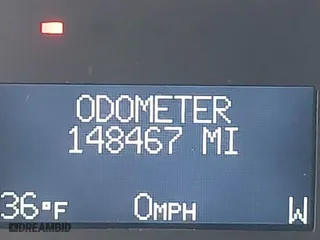 ODOMETER
148467 MI
36°F 0MPH W
DREAMBID